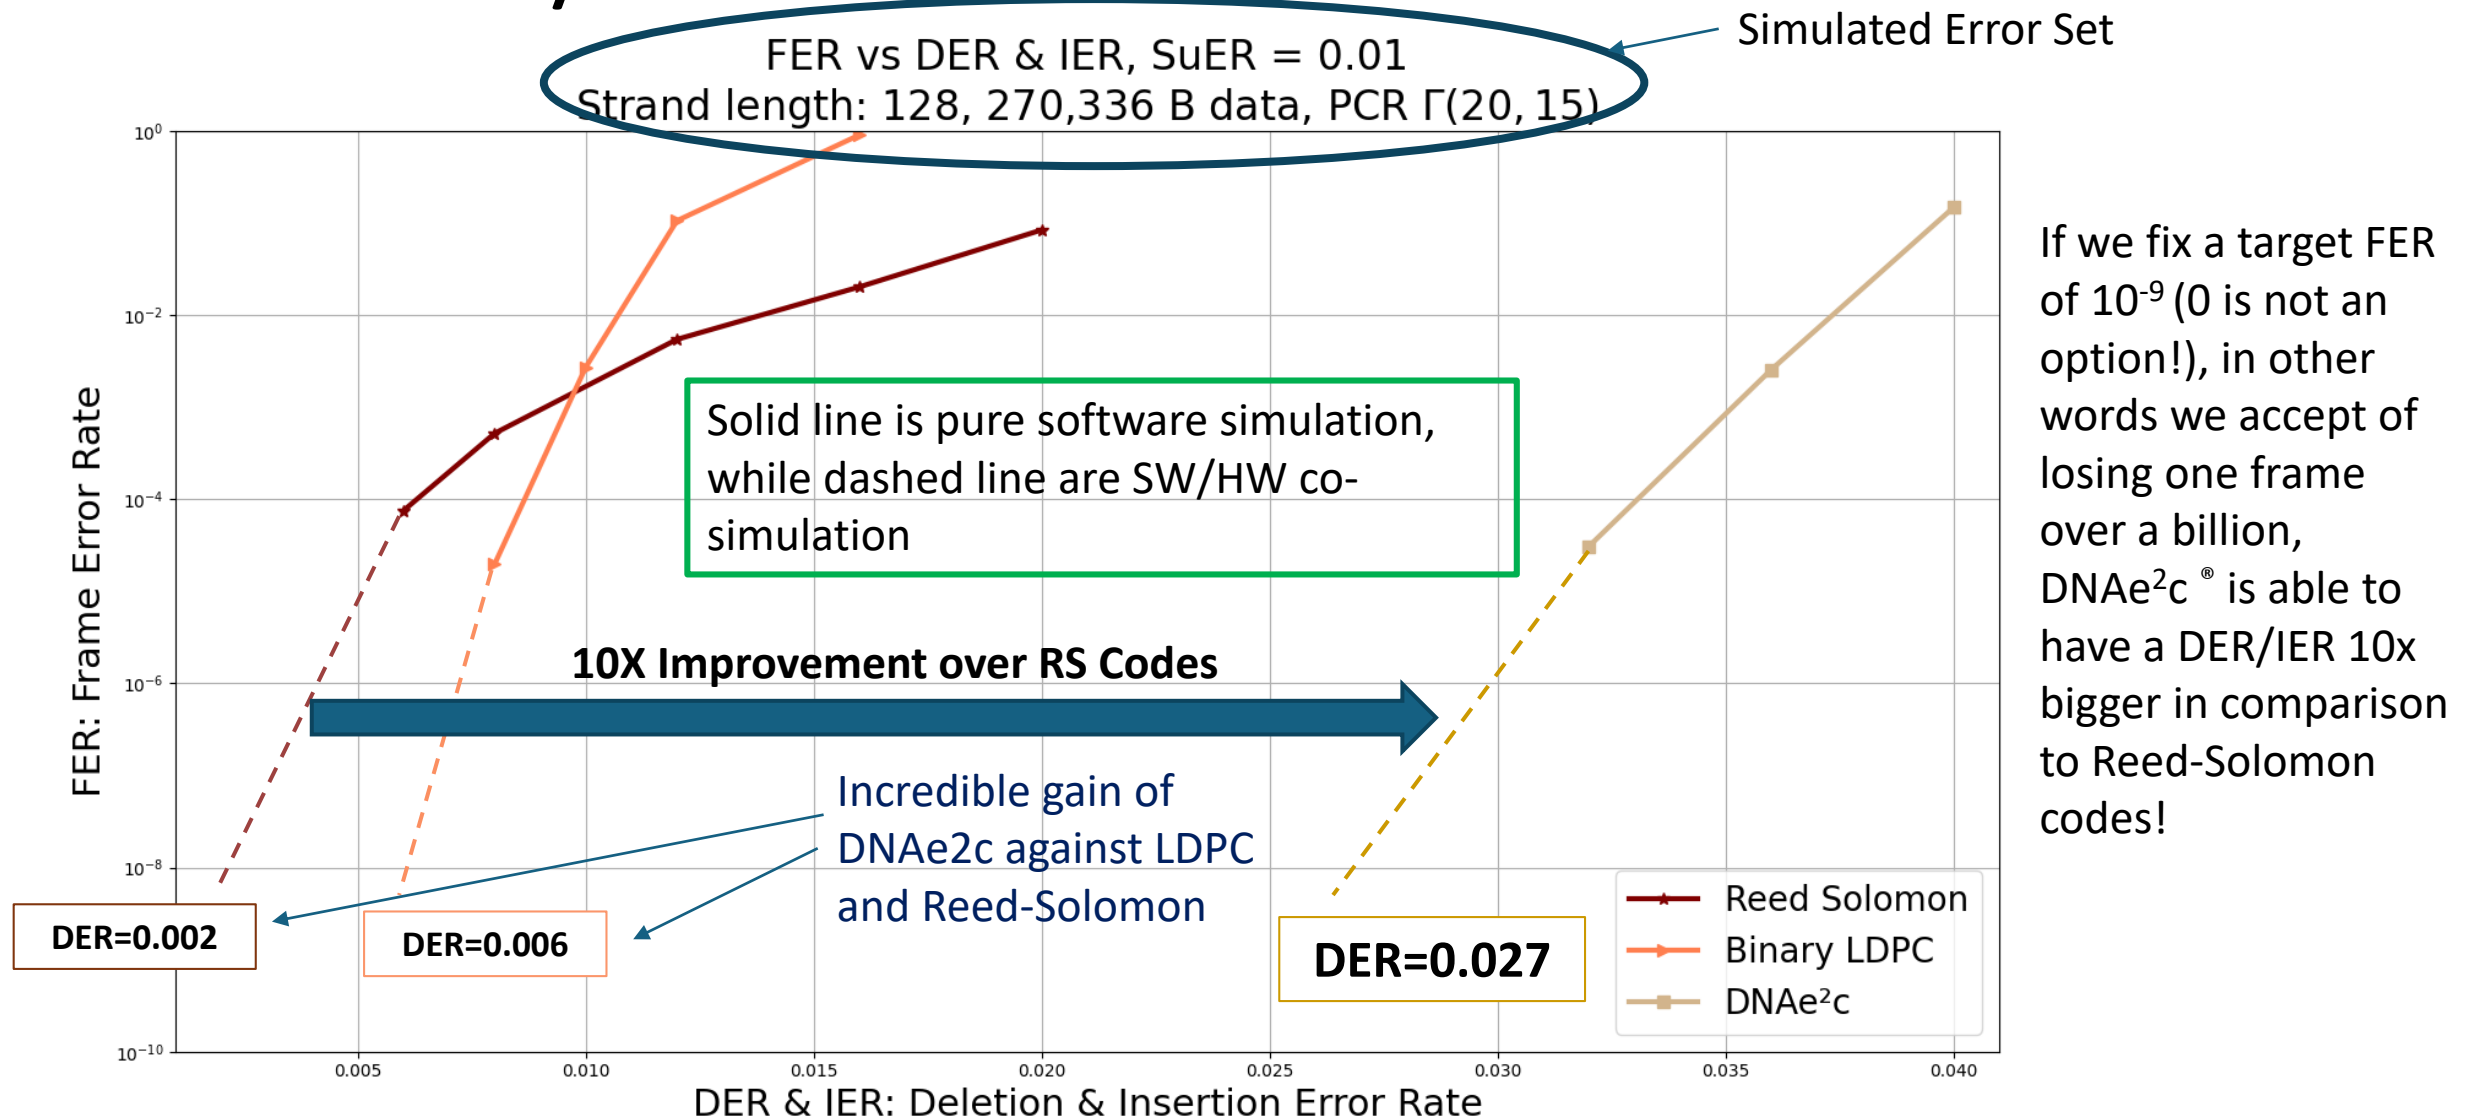 Simulated Error Set
FER vs DER & IER, SuER = 0.01
Strand length: 128, 270,336 B data, PCR Γ(20, 15)
FER: Frame Error Rate
10⁰
10⁻²
10⁻⁴
10⁻⁶
10⁻⁸
10⁻¹⁰
Solid line is pure software simulation,
while dashed line are SW/HW co-
simulation
10X Improvement over RS Codes
Incredible gain of
DNAe2c against LDPC
and Reed-Solomon
DER=0.002
DER=0.006
DER=0.027
Reed Solomon
Binary LDPC
DNAe²c
0.005
0.010
0.015
0.020
0.025
0.030
0.035
0.040
DER & IER: Deletion & Insertion Error Rate
If we fix a target FER
of 10⁻⁹ (0 is not an
option!), in other
words we accept of
losing one frame
over a billion,
DNAe²c ® is able to
have a DER/IER 10x
bigger in comparison
to Reed-Solomon
codes!